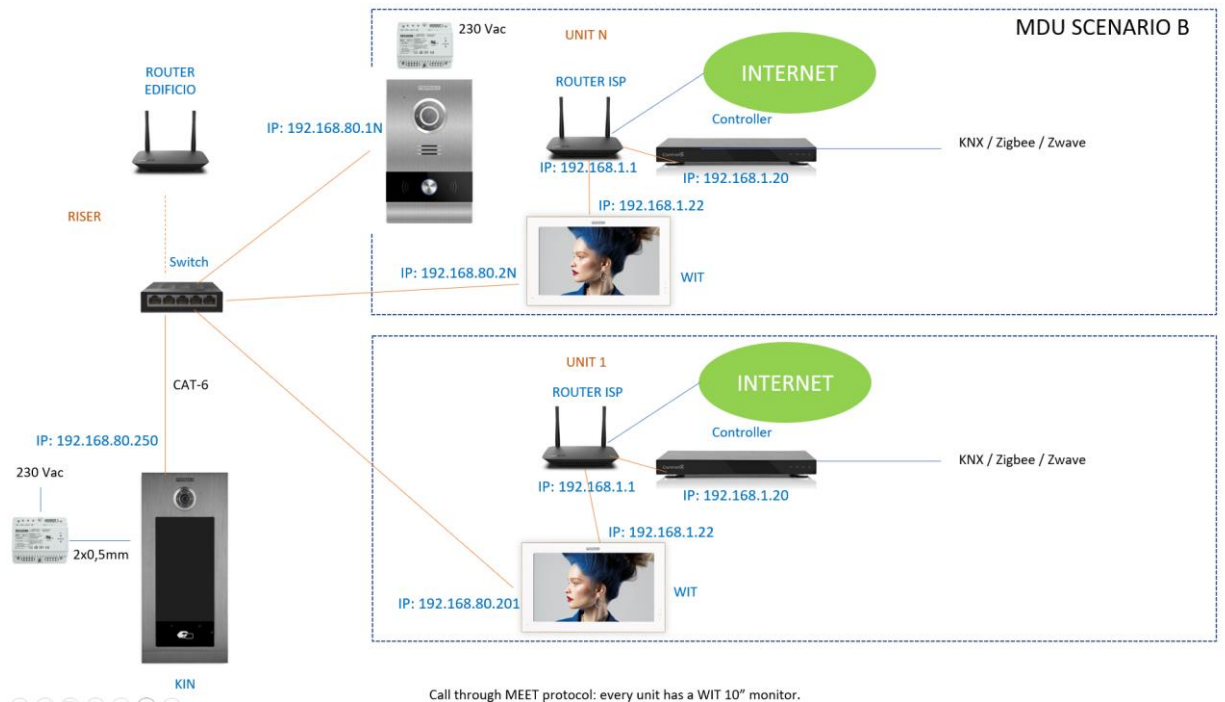 MDU SCENARIO B
230 Vac
UNIT N
ROUTER
EDIFICIO
ROUTER ISP
INTERNET
Controller
IP: 192.168.80.1N
KNX / Zigbee / Zwave
IP: 192.168.1.1
IP: 192.168.1.20
IP: 192.168.1.22
RISER
Switch
IP: 192.168.80.2N
WIT
UNIT 1
ROUTER ISP
INTERNET
CAT-6
Controller
IP: 192.168.80.250
KNX / Zigbee / Zwave
230 Vac
IP: 192.168.1.1
IP: 192.168.1.20
IP: 192.168.1.22
2x0,5mm
WIT
IP: 192.168.80.201
KIN
Call through MEET protocol: every unit has a WIT 10” monitor.